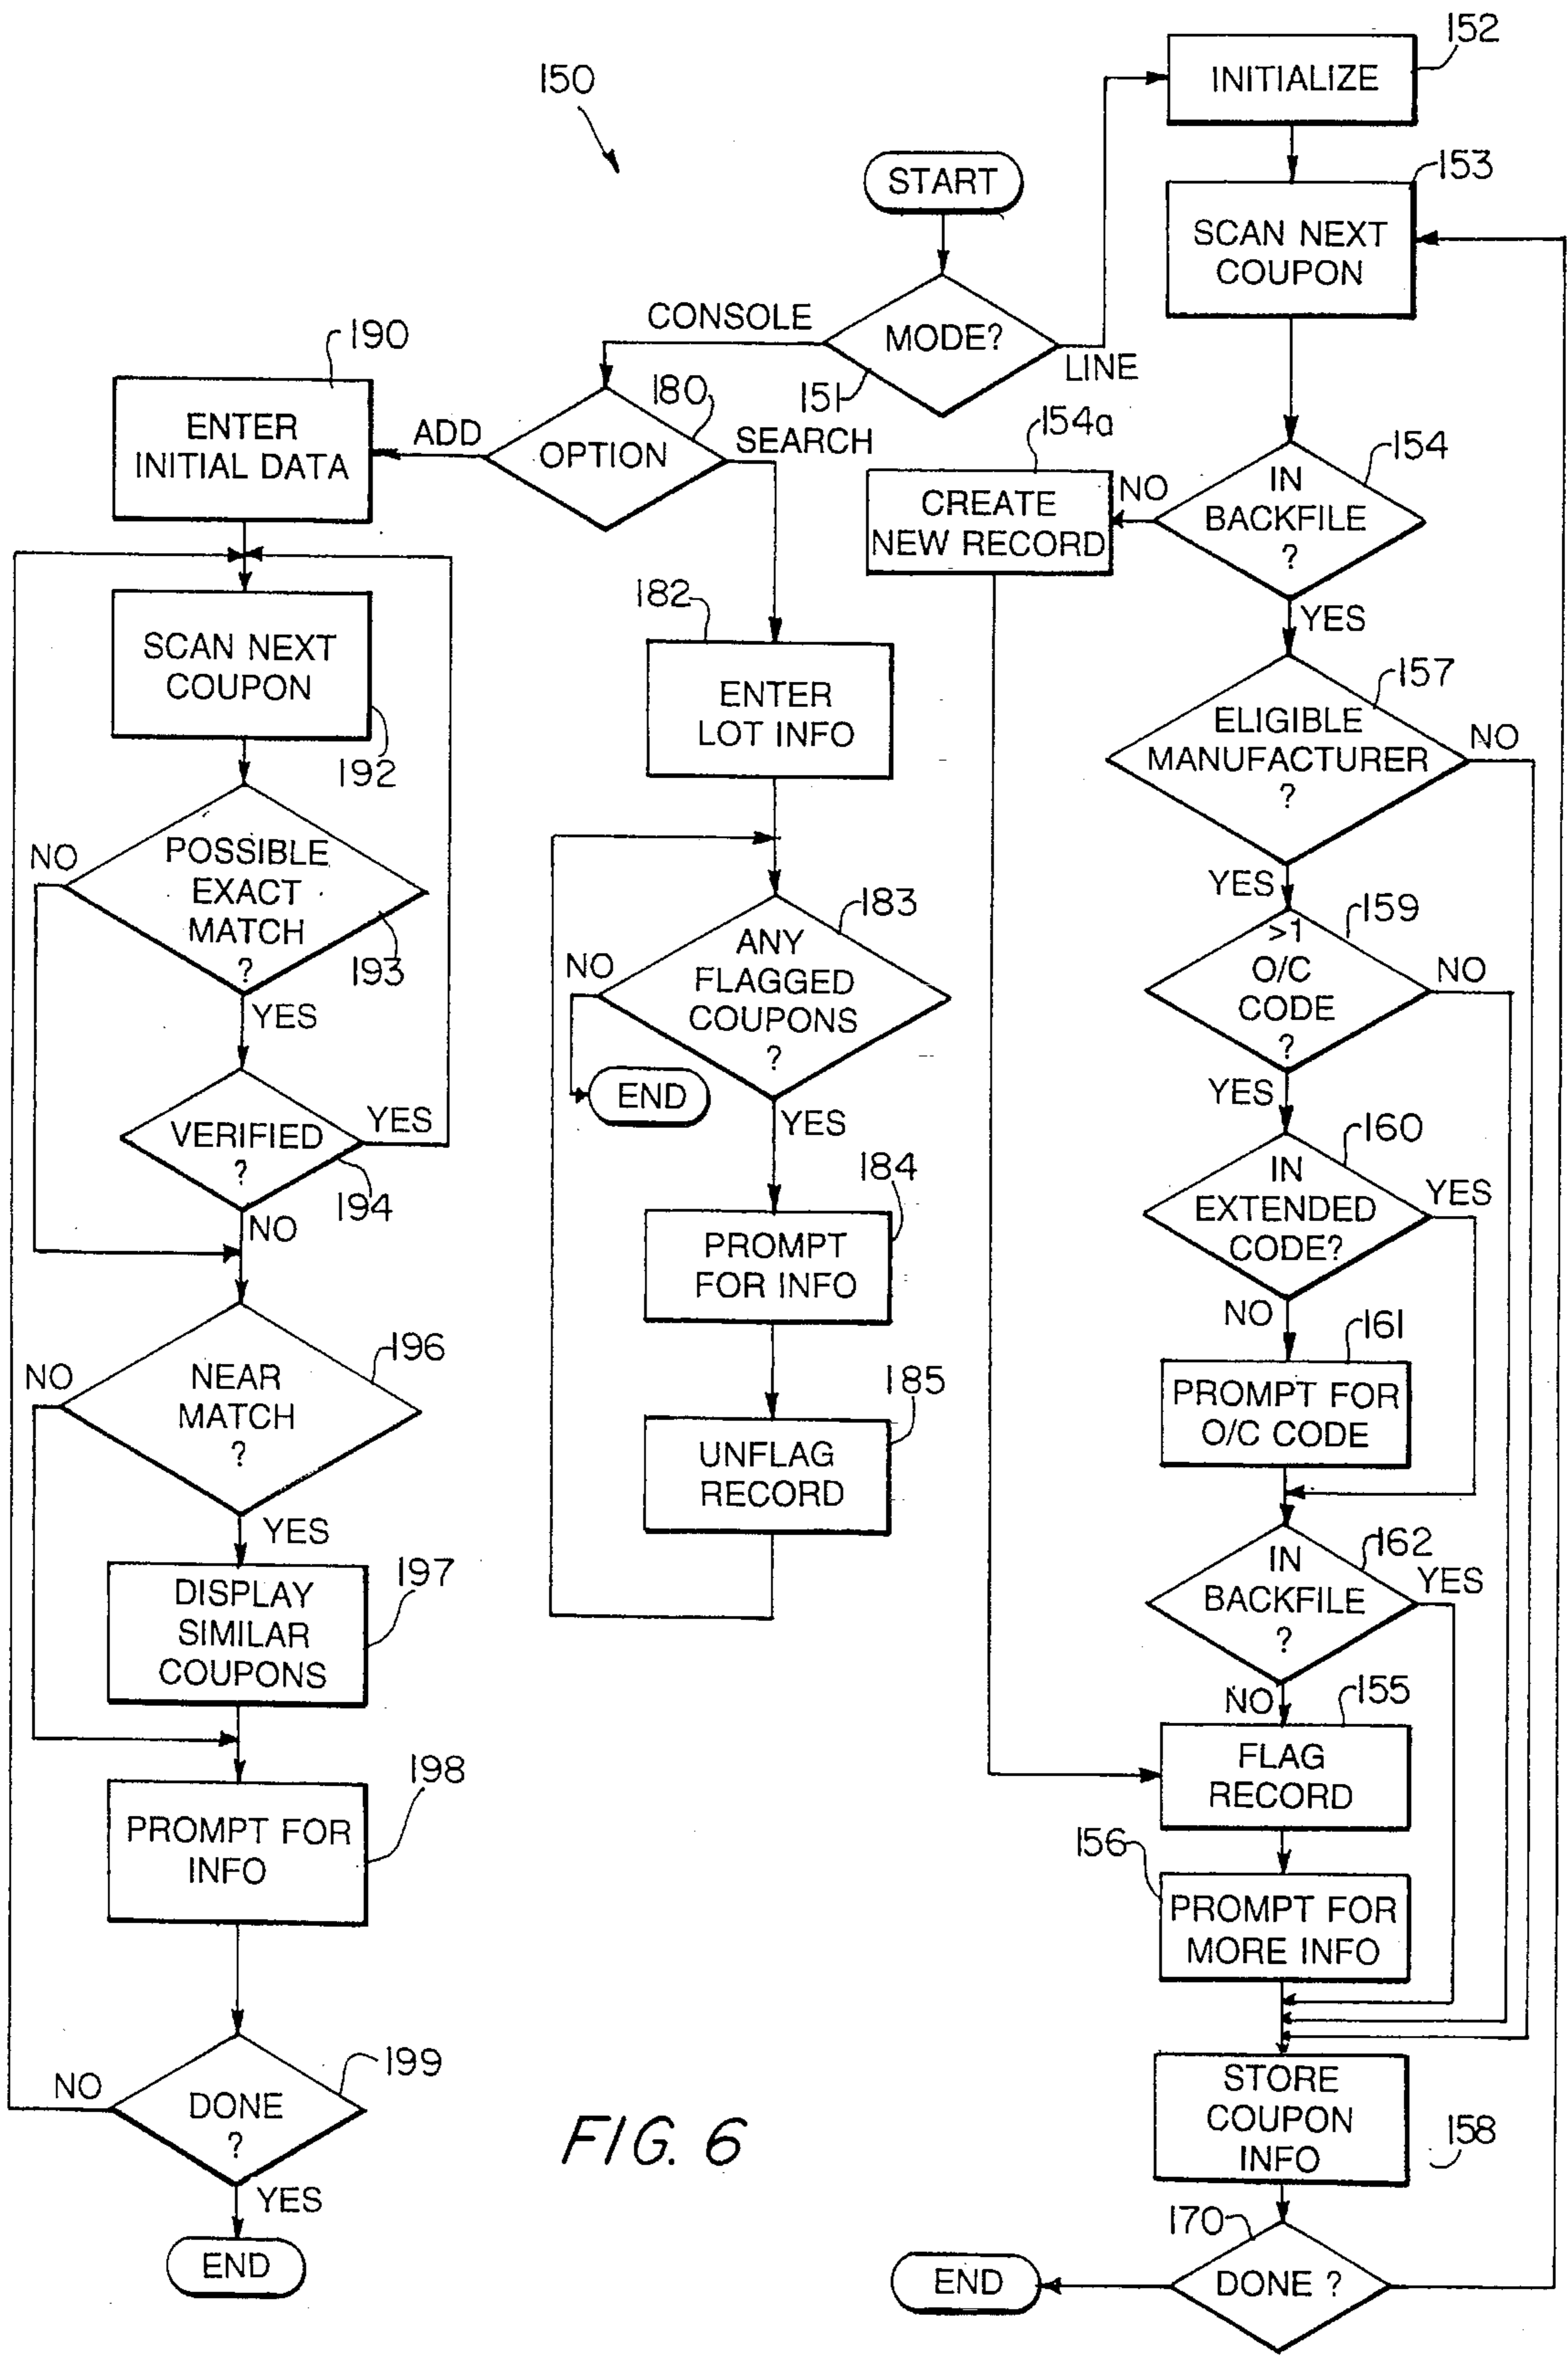 150
START
MODE?
151
CONSOLE
LINE
152
INITIALIZE
153
SCAN NEXT
COUPON
154
IN
BACKFILE
?
NO
YES
154a
CREATE
NEW RECORD
157
ELIGIBLE
MANUFACTURER
?
NO
YES
159
>1
O/C
CODE
?
NO
YES
160
IN
EXTENDED
CODE?
YES
NO
161
PROMPT FOR
O/C CODE
162
IN
BACKFILE
?
YES
NO
155
FLAG
RECORD
156
PROMPT FOR
MORE INFO
STORE
COUPON
INFO
158
170
DONE ?
END
180
OPTION
ADD
SEARCH
182
ENTER
LOT INFO
183
ANY
FLAGGED
COUPONS
?
NO
END
YES
184
PROMPT
FOR INFO
185
UNFLAG
RECORD
190
ENTER
INITIAL DATA
SCAN NEXT
COUPON
192
POSSIBLE
EXACT
MATCH
?
193
NO
YES
VERIFIED
?
YES
194
NO
196
NEAR
MATCH
?
NO
YES
197
DISPLAY
SIMILAR
COUPONS
198
PROMPT FOR
INFO
199
DONE
?
NO
YES
END
FIG. 6